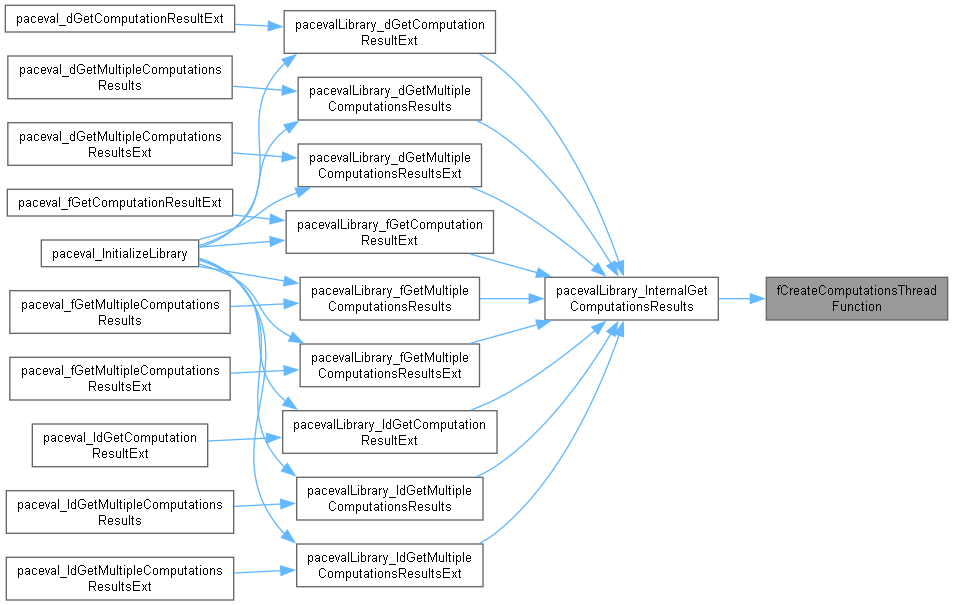 paceval_dGetComputationResultExt
paceval_dGetMultipleComputations
Results
paceval_dGetMultipleComputations
ResultsExt
paceval_fGetComputationResultExt
paceval_InitializeLibrary
paceval_fGetMultipleComputations
Results
paceval_fGetMultipleComputations
ResultsExt
paceval_ldGetComputation
ResultExt
paceval_ldGetMultipleComputations
Results
paceval_ldGetMultipleComputations
ResultsExt
pacevalLibrary_dGetComputation
ResultExt
pacevalLibrary_dGetMultiple
ComputationsResults
pacevalLibrary_dGetMultiple
ComputationsResultsExt
pacevalLibrary_fGetComputation
ResultExt
pacevalLibrary_fGetMultiple
ComputationsResults
pacevalLibrary_fGetMultiple
ComputationsResultsExt
pacevalLibrary_ldGetComputation
ResultExt
pacevalLibrary_ldGetMultiple
ComputationsResults
pacevalLibrary_ldGetMultiple
ComputationsResultsExt
pacevalLibrary_InternalGet
ComputationsResults
fCreateComputationsThread
Function